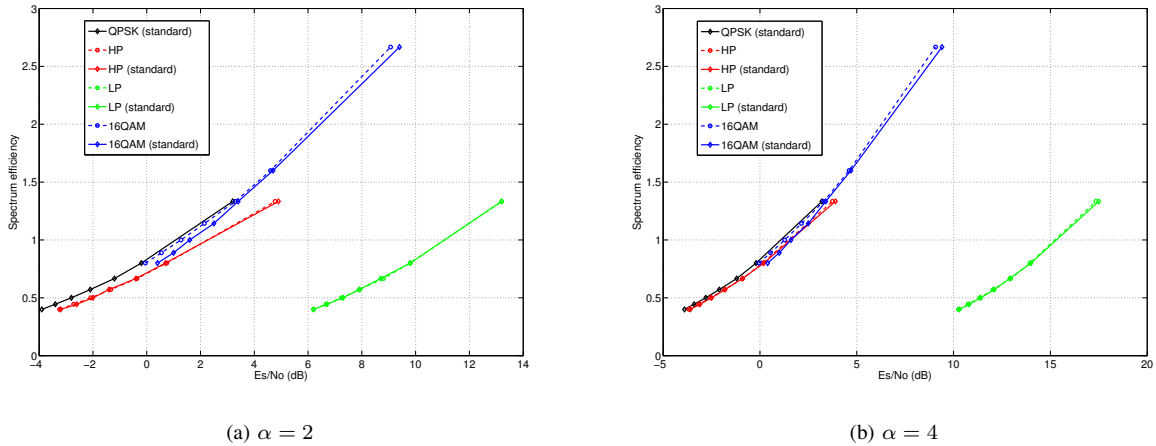 3
2.5
2
1.5
1
0.5
0
Spectrum efficiency
QPSK (standard)
HP
HP (standard)
LP
LP (standard)
16QAM
16QAM (standard)
−4
−2
0
2
4
6
8
10
12
14
Es/No (dB)
(a) α = 2
3
2.5
2
1.5
1
0.5
0
Spectrum efficiency
QPSK (standard)
HP
HP (standard)
LP
LP (standard)
16QAM
16QAM (standard)
−5
0
5
10
15
20
Es/No (dB)
(b) α = 4